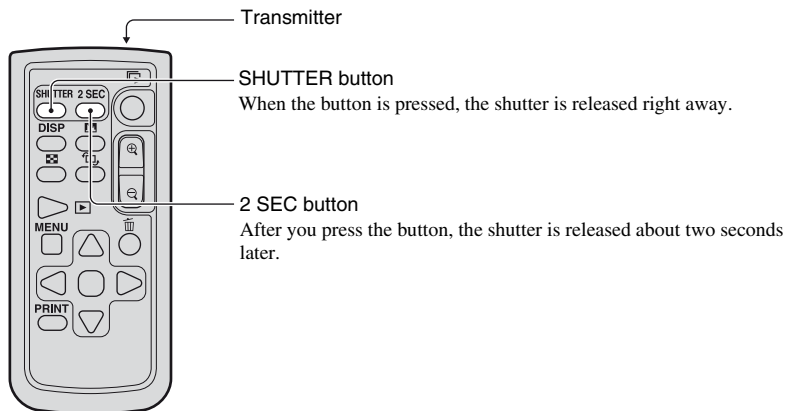 Transmitter
SHUTTER button
When the button is pressed, the shutter is released right away.
SHUTTER 2 SEC
DISP
2 SEC button
After you press the button, the shutter is released about two seconds
later.
MENU
PRINT